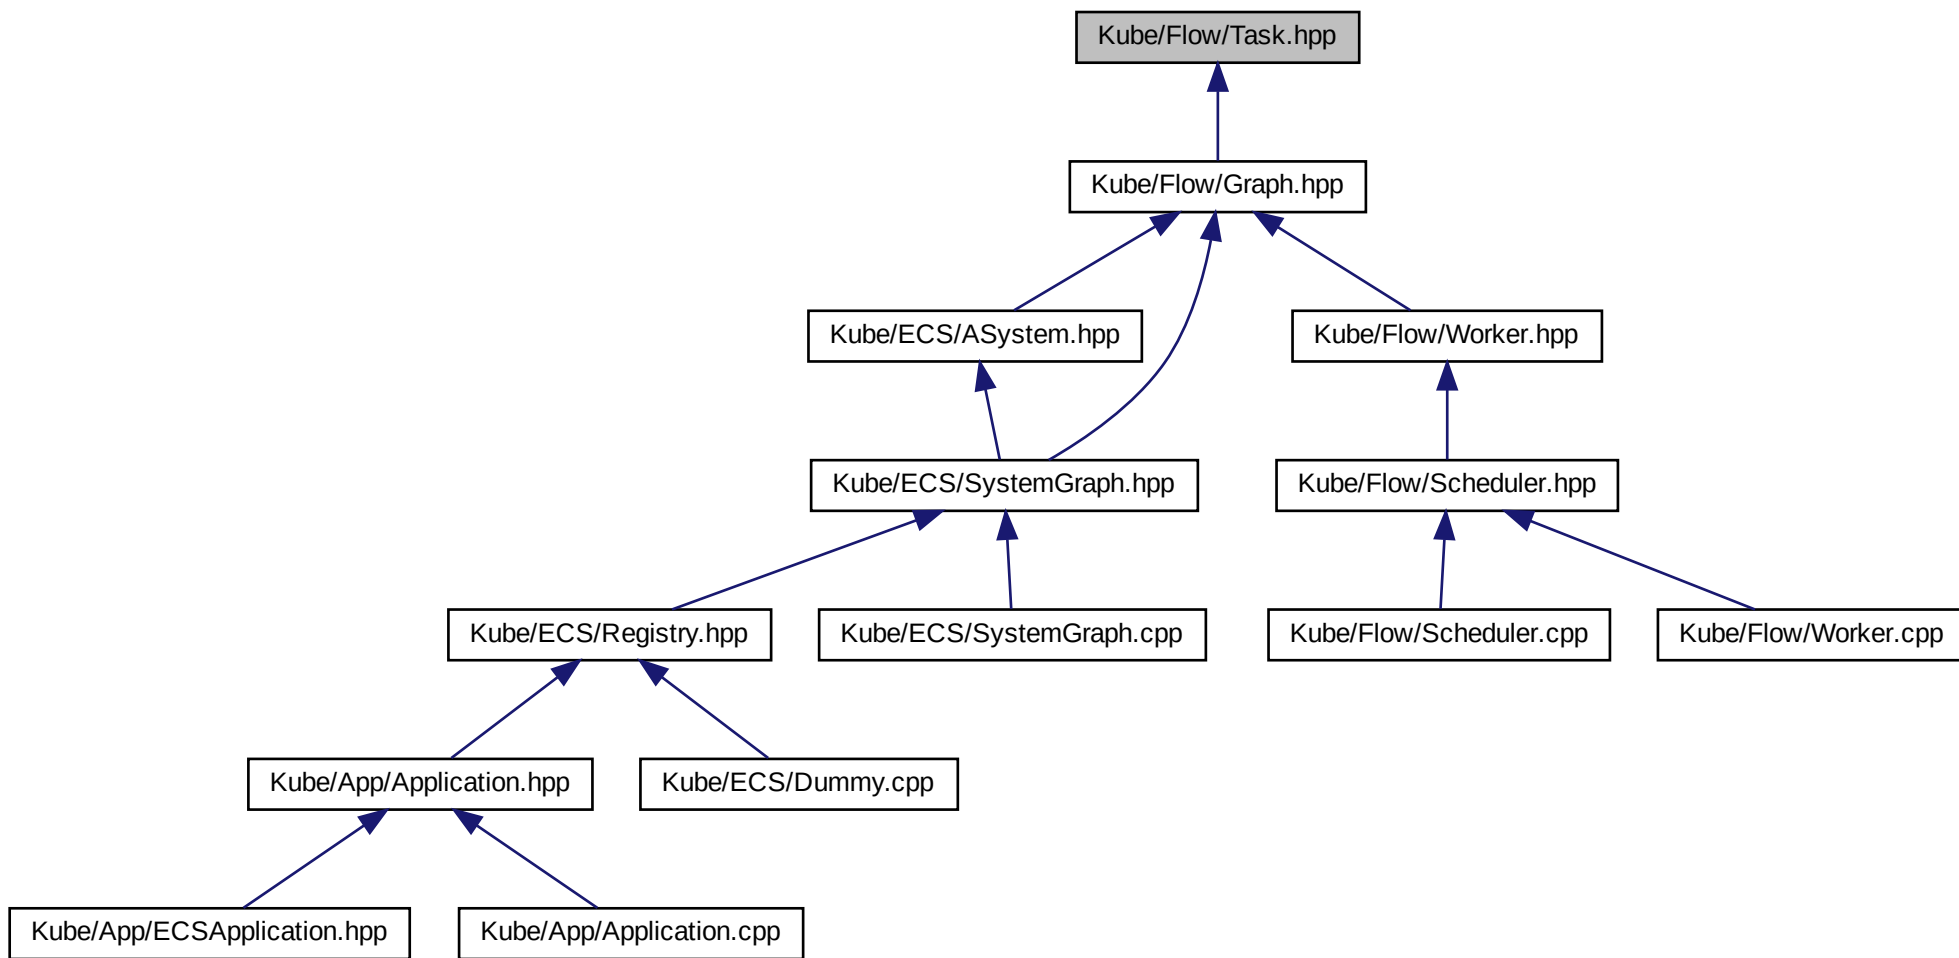 Kube/Flow/Task.hpp
Kube/Flow/Graph.hpp
Kube/ECS/ASystem.hpp
Kube/Flow/Worker.hpp
Kube/ECS/SystemGraph.hpp
Kube/Flow/Scheduler.hpp
Kube/ECS/Registry.hpp
Kube/ECS/SystemGraph.cpp
Kube/Flow/Scheduler.cpp
Kube/Flow/Worker.cpp
Kube/App/Application.hpp
Kube/ECS/Dummy.cpp
Kube/App/ECSApplication.hpp
Kube/App/Application.cpp